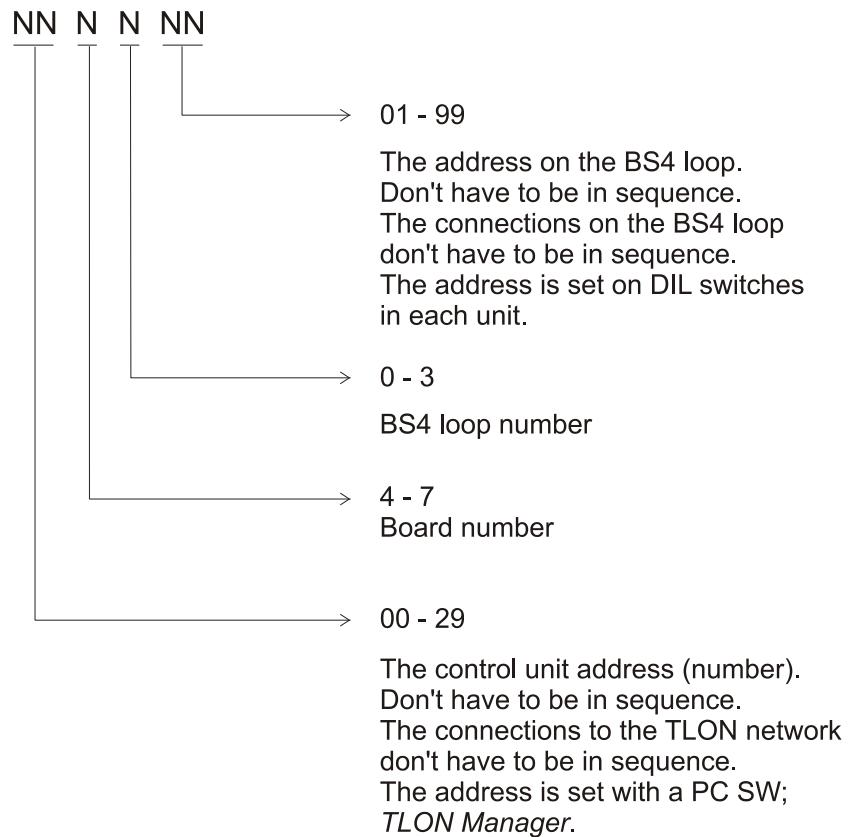 NN N N NN
01 - 99
The address on the BS4 loop.
Don't have to be in sequence.
The connections on the BS4 loop
don't have to be in sequence.
The address is set on DIL switches
in each unit.
0 - 3
BS4 loop number
4 - 7
Board number
00 - 29
The control unit address (number).
Don't have to be in sequence.
The connections to the TLON network
don't have to be in sequence.
The address is set with a PC SW;
TLON Manager.